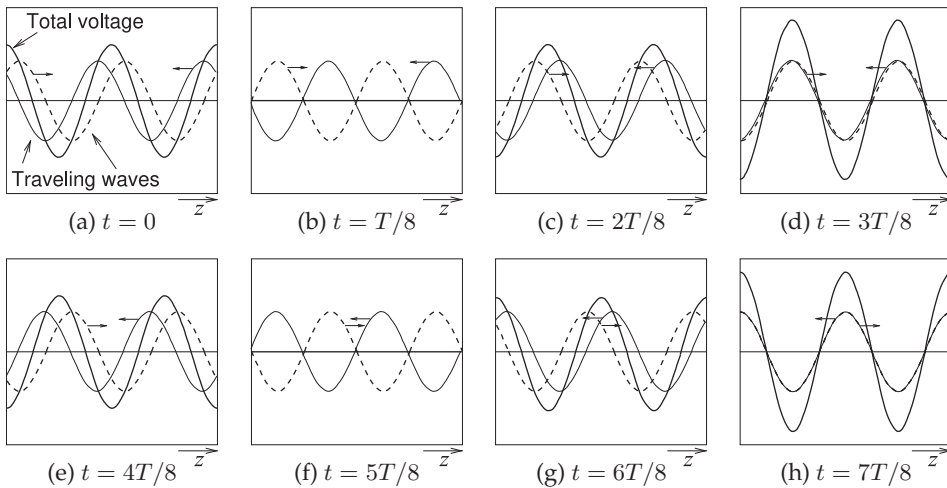 Total voltage
Traveling waves
z
z
z
z
(a) t = 0
(b) t = T/8
(c) t = 2T/8
(d) t = 3T/8
z
z
z
z
(e) t = 4T/8
(f) t = 5T/8
(g) t = 6T/8
(h) t = 7T/8